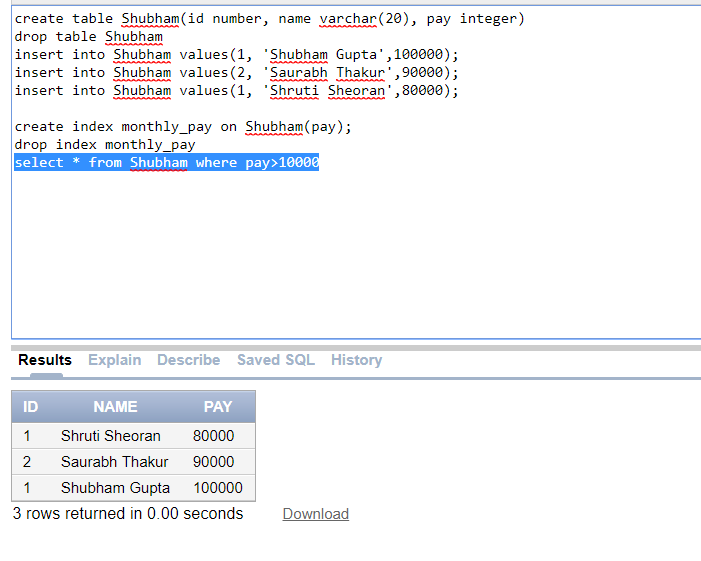 create table Shubham(id number, name varchar(20), pay integer)
drop table Shubham
insert into Shubham values(1, 'Shubham Gupta',100000);
insert into Shubham values(2, 'Saurabh Thakur',90000);
insert into Shubham values(1, 'Shruti Sheoran',80000);
create index monthly_pay on Shubham(pay);
drop index monthly_pay
select * from Shubham where pay>10000
Results Explain Describe Saved SQL History
ID NAME PAY
1 Shruti Sheoran 80000
2 Saurabh Thakur 90000
1 Shubham Gupta 100000
3 rows returned in 0.00 seconds Download